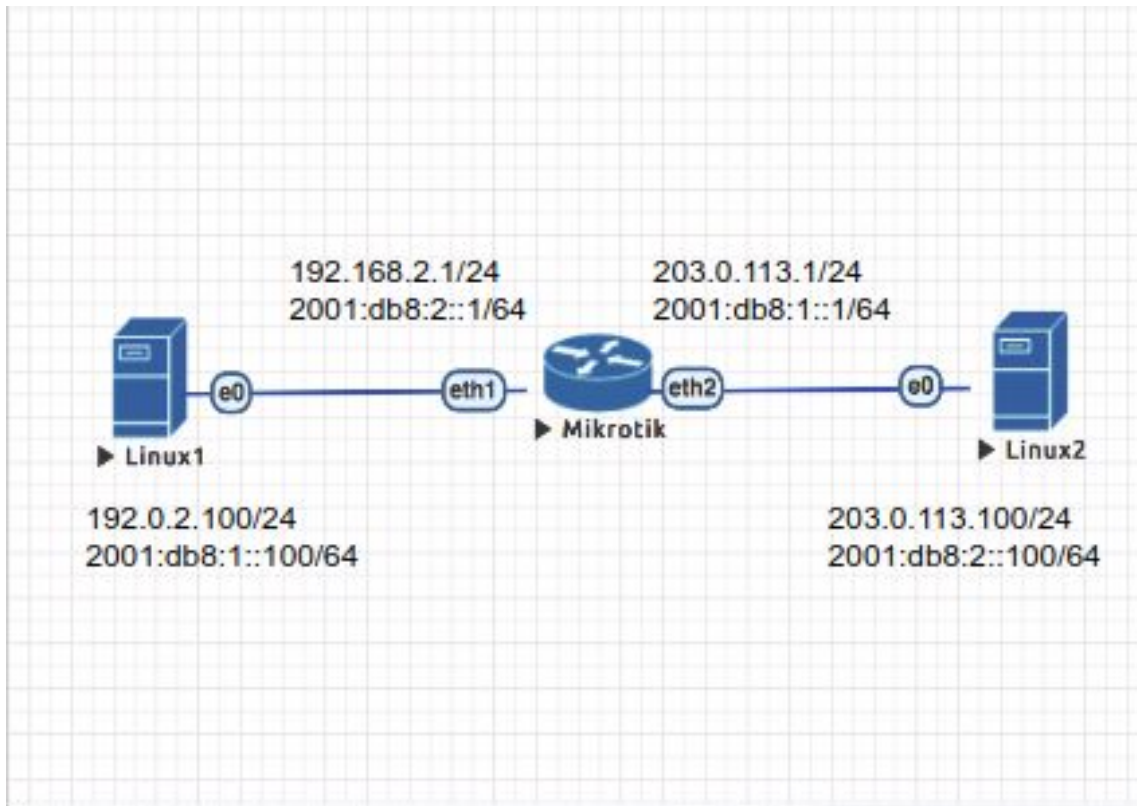 192.168.2.1/24
2001:db8:2::1/64
203.0.113.1/24
2001:db8:1::1/64
e0
eth1
eth2
e0
Mikrotik
Linux1
Linux2
192.0.2.100/24
2001:db8:1::100/64
203.0.113.100/24
2001:db8:2::100/64